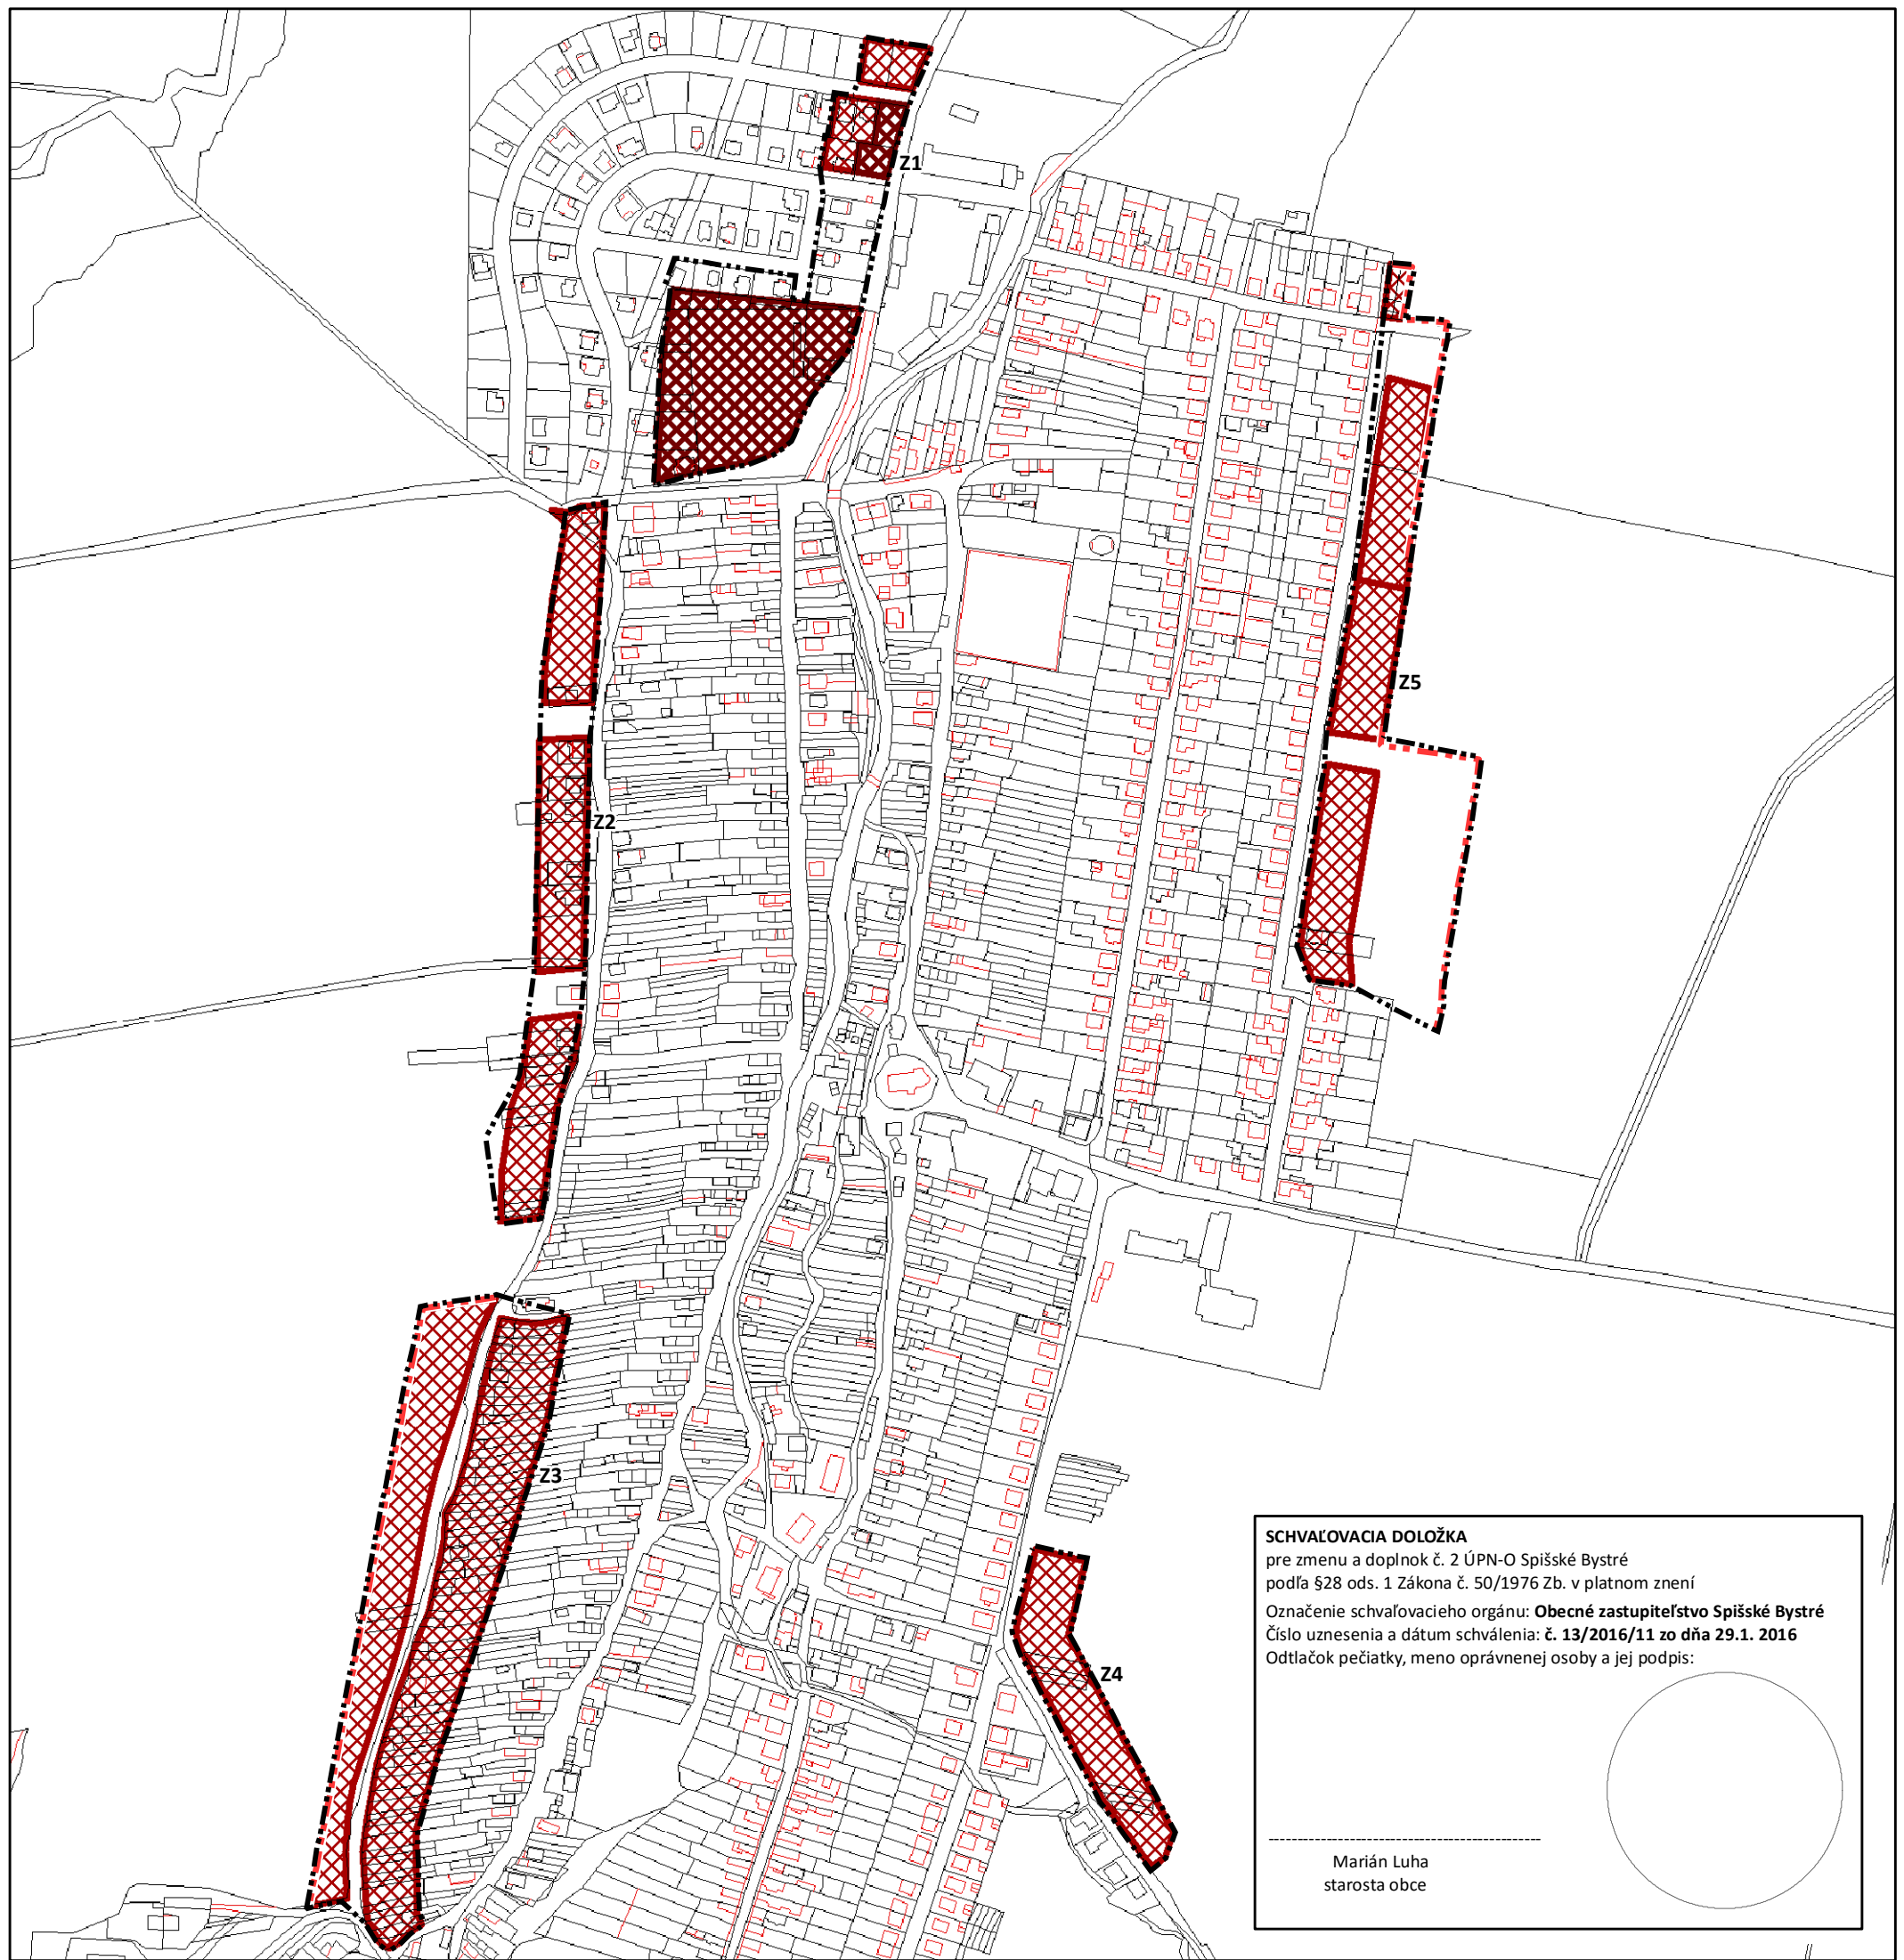 Z1
Z5
Z2
Z3
Z4
SCHVAĽOVACIA DOLOŽKA
pre zmenu a doplnok č. 2 ÚPN-O Spišské Bystré
podľa §28 ods. 1 Zákona č. 50/1976 Zb. v platnom znení
Označenie schvaľovacieho orgánu: Obecné zastupiteľstvo Spišské Bystré
Číslo uznesenia a dátum schválenia: č. 13/2016/11 zo dňa 29.1. 2016
Odtlačok pečiatky, meno oprávnenej osoby a jej podpis:
Marián Luha
starosta obce